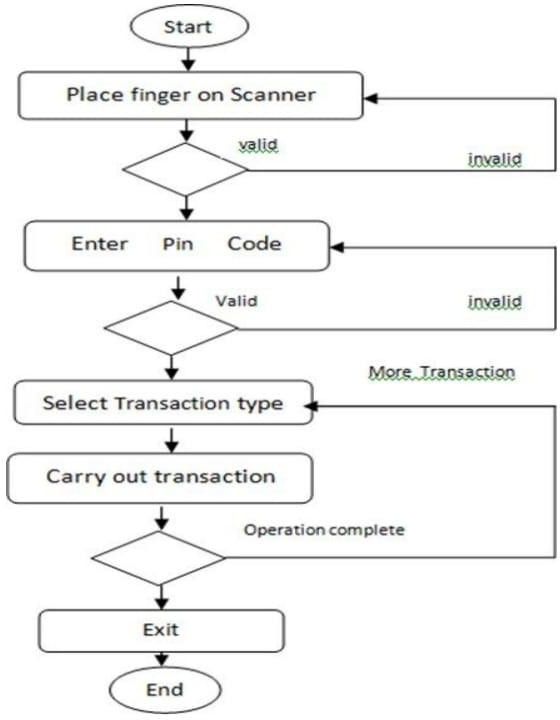 Start
Place finger on Scanner
valid
invalid
Enter Pin Code
Valid
invalid
More Transaction
Select Transaction type
Carry out transaction
Operation complete
Exit
End